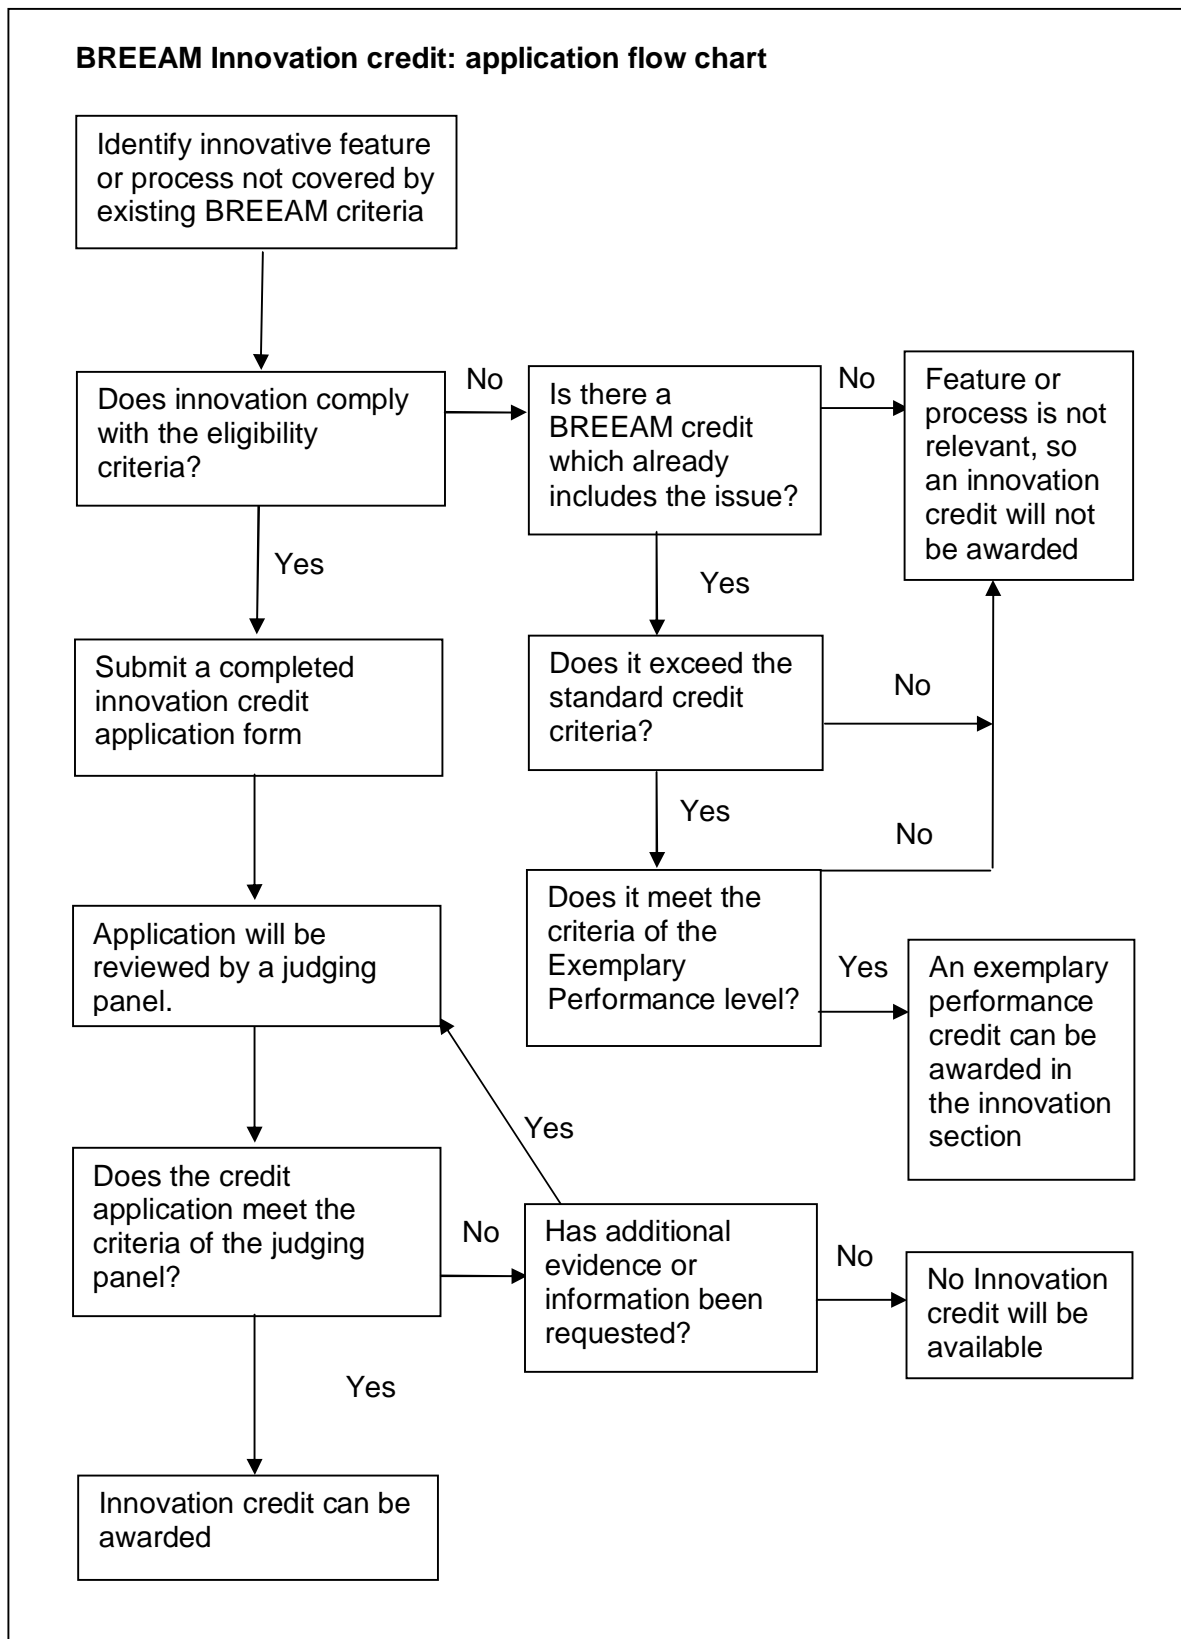 BREEAM Innovation credit: application flow chart
Identify innovative feature
or process not covered by
existing BREEAM criteria
Does innovation comply
with the eligibility
criteria?
No
Is there a
BREEAM credit
which already
includes the issue?
No
Feature or
process is not
relevant, so
an innovation
credit will not
be awarded
Yes
Yes
Submit a completed
innovation credit
application form
Does it exceed the
standard credit
criteria?
No
Yes
No
Application will be
reviewed by a judging
panel.
Does it meet the
criteria of the
Exemplary
Performance level?
Yes
An exemplary
performance
credit can be
awarded in
the innovation
section
Yes
Does the credit
application meet the
criteria of the judging
panel?
No
Has additional
evidence or
information been
requested?
No
No Innovation
credit will be
available
Yes
Innovation credit can be
awarded